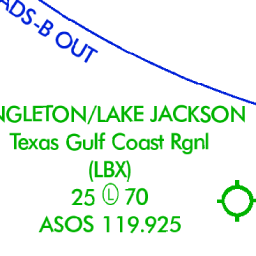 ADS-B OUT
NGLETON/LAKE JACKSON
Texas Gulf Coast Rgnl
(LBX)
25 Ⓛ 70
ASOS 119.925